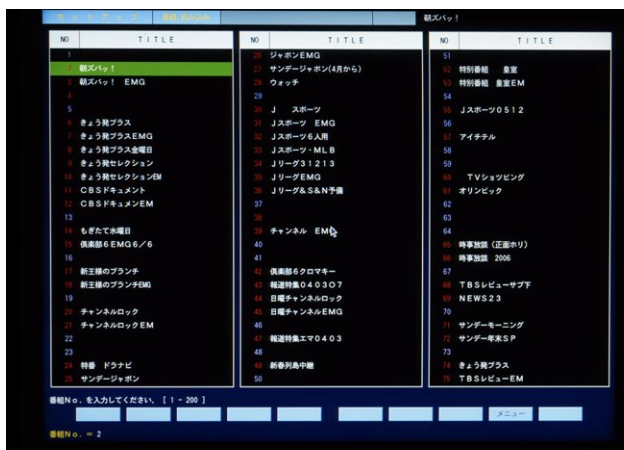 セットアップ 番組 読み込み 朝ズバッ！
NO TITLE
1
2 朝ズバッ！
3 朝ズバッ！ EMG
4
5
6 きょう発プラス
7 きょう発プラスEMG
8 きょう発プラス金曜日
9 きょう発セレクション
10 きょう発セレクションEM
11 CBSドキュメント
12 CBSドキュメンEM
13
14 もぎたて水曜日
15 倶楽部6EMG6／6
16
17 新王様のブランチ
18 新王様のブランチEMG
19
20 チャンネルロック
21 チャンネルロックEM
22
23
24 特番 ドラナビ
25 サンデージャポン
NO TITLE
26 ジャポンEMG
27 サンデージャポン(4月から)
28 ウォッチ
29
30 J スポーツ
31 Jスポーツ EMG
32 Jスポーツ6人用
33 Jスポーツ・MLB
34 Jリーグ31213
35 JリーグEMG
36 Jリーグ&S&N予備
37
38
39 チャンネル EMG
40
41
42 倶楽部6クロマキー
43 報道特集040307
44 日曜チャンネルロック
45 日曜チャンネルEMG
46
47 報道特集エマ0403
48
49 新春列島中継
50
NO TITLE
51
52 特別番組 皇室
53 特別番組 皇室EM
54
55 Jスポーツ0512
56
57 アイチテル
58
59
60 TVショッピング
61 オリンピック
62
63
64
65 時事放談（正面ホリ）
66 時事放談 2006
67
68 TBSレビューサブ下
69 NEWS23
70
71 サンデーモーニング
72 サンデー年末SP
73
74 きょう発プラス
75 TBSレビューEM
番組No．を入力してください．［1－200］
メニュー
番組No．＝2